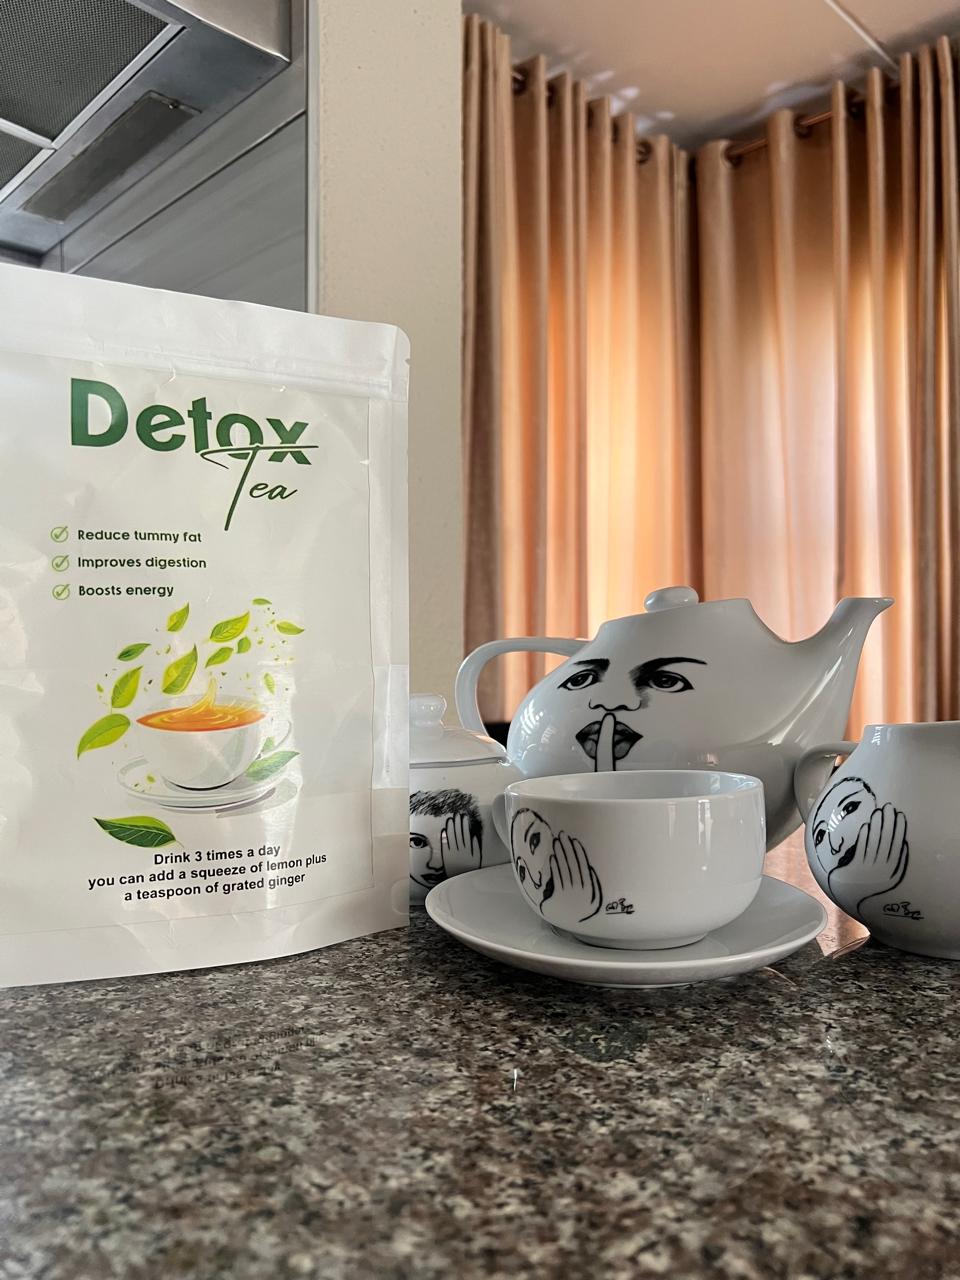 Detox
Tea
Reduce tummy fat
Improves digestion
Boosts energy
Drink 3 times a day
you can add a squeeze of lemon plus
a teaspoon of grated ginger